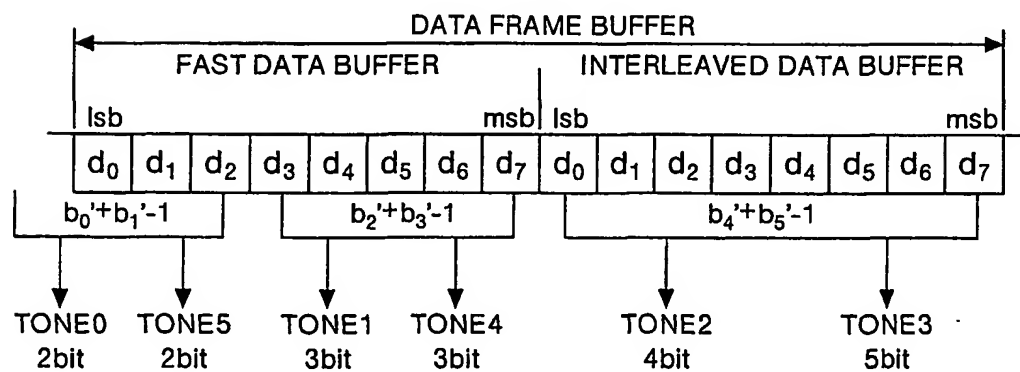 DATA FRAME BUFFER
FAST DATA BUFFER INTERLEAVED DATA BUFFER
lsb msb lsb msb
d₀ d₁ d₂ d₃ d₄ d₅ d₆ d₇ d₀ d₁ d₂ d₃ d₄ d₅ d₆ d₇
b₀'+b₁'-1 b₂'+b₃'-1 b₄'+b₅'-1
TONE0 TONE5 TONE1 TONE4 TONE2 TONE3
2bit 2bit 3bit 3bit 4bit 5bit